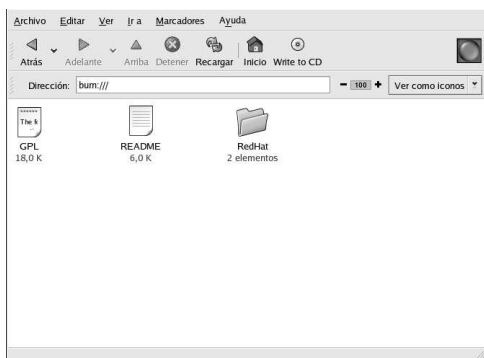 Archivo Editar Ver Ir a Marcadores Ayuda
Atrás Adelante Arriba Detener Recargar Inicio Write to CD
Dirección: burn:/// 100 Ver como iconos
The
GPL README RedHat
18,0 K 6,0 K 2 elementos